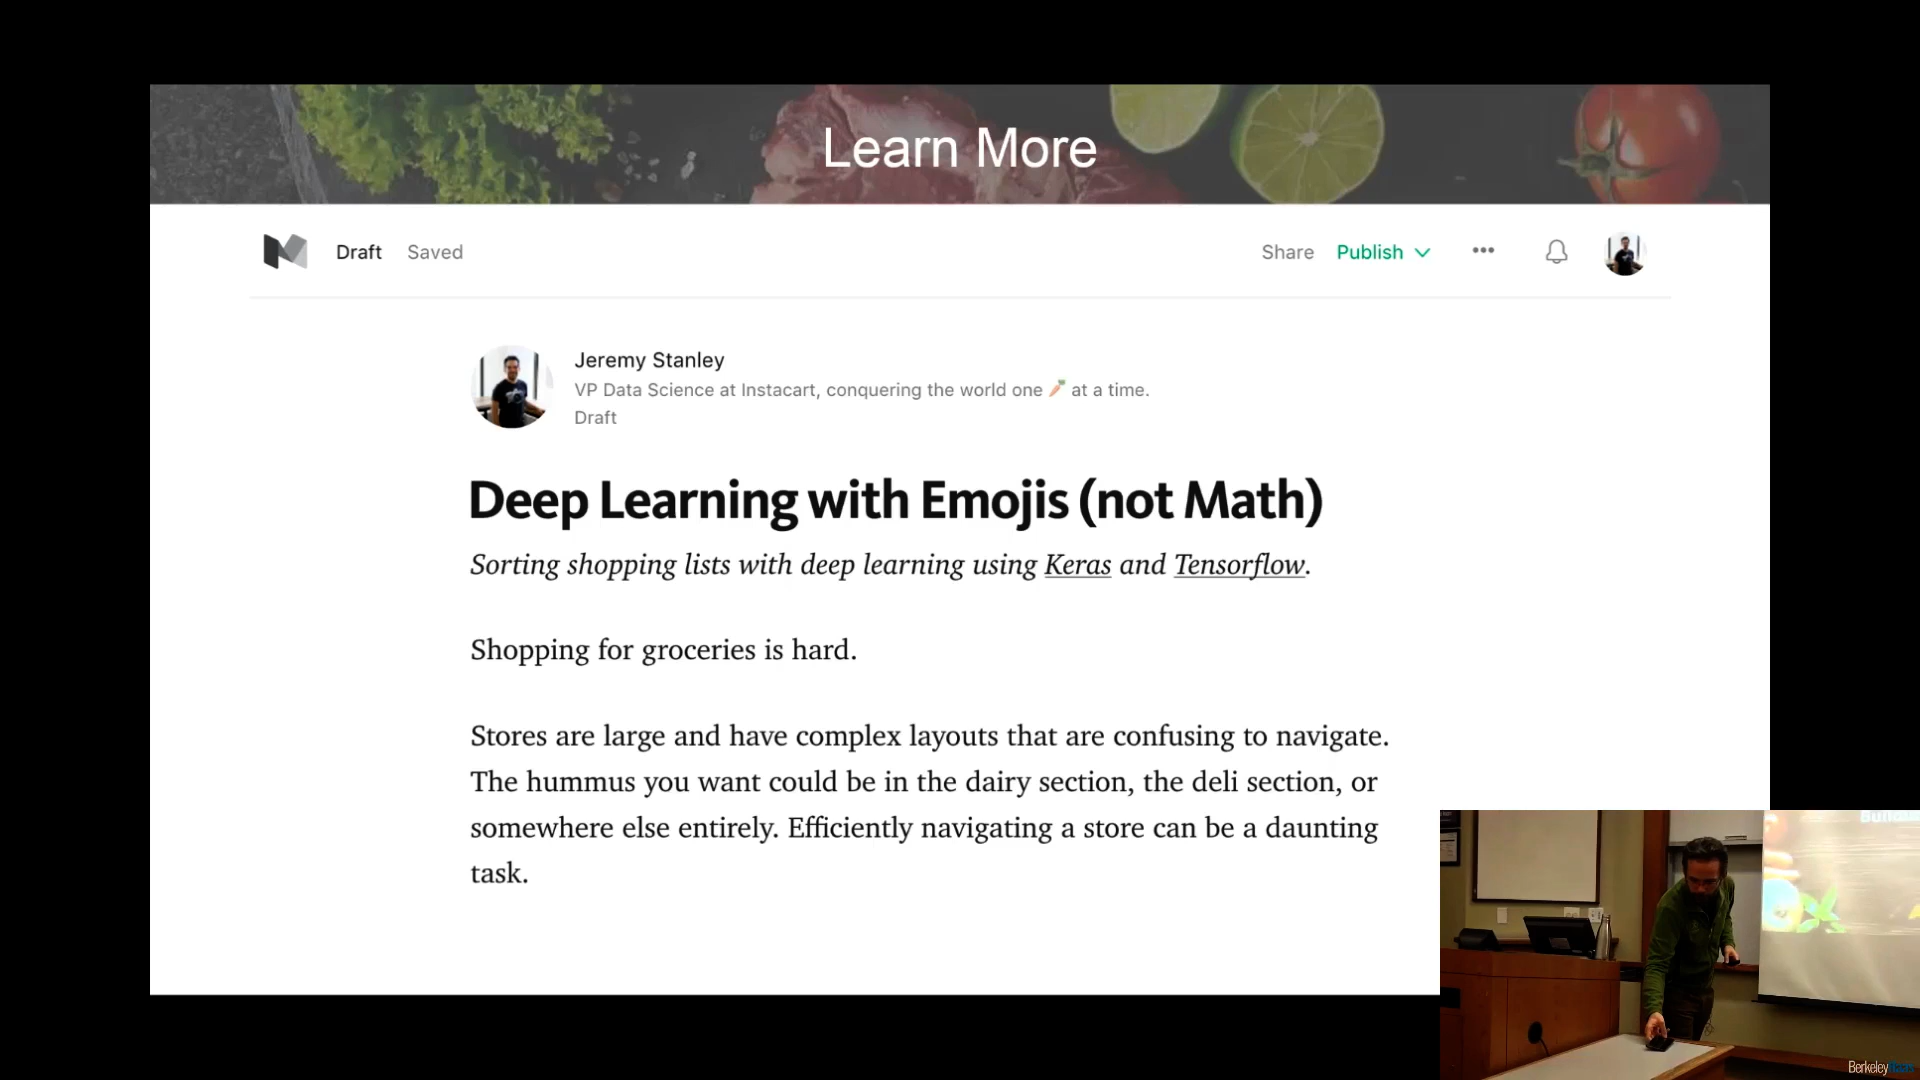 Learn More
Draft Saved Share Publish
Jeremy Stanley
VP Data Science at Instacart, conquering the world one 🥕 at a time.
Draft
Deep Learning with Emojis (not Math)
Sorting shopping lists with deep learning using Keras and Tensorflow.
Shopping for groceries is hard.
Stores are large and have complex layouts that are confusing to navigate.
The hummus you want could be in the dairy section, the deli section, or
somewhere else entirely. Efficiently navigating a store can be a daunting
task.
Berkeley